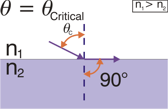 θ = θCritical
n₁ > n₂
θc
n₁
n₂
90°